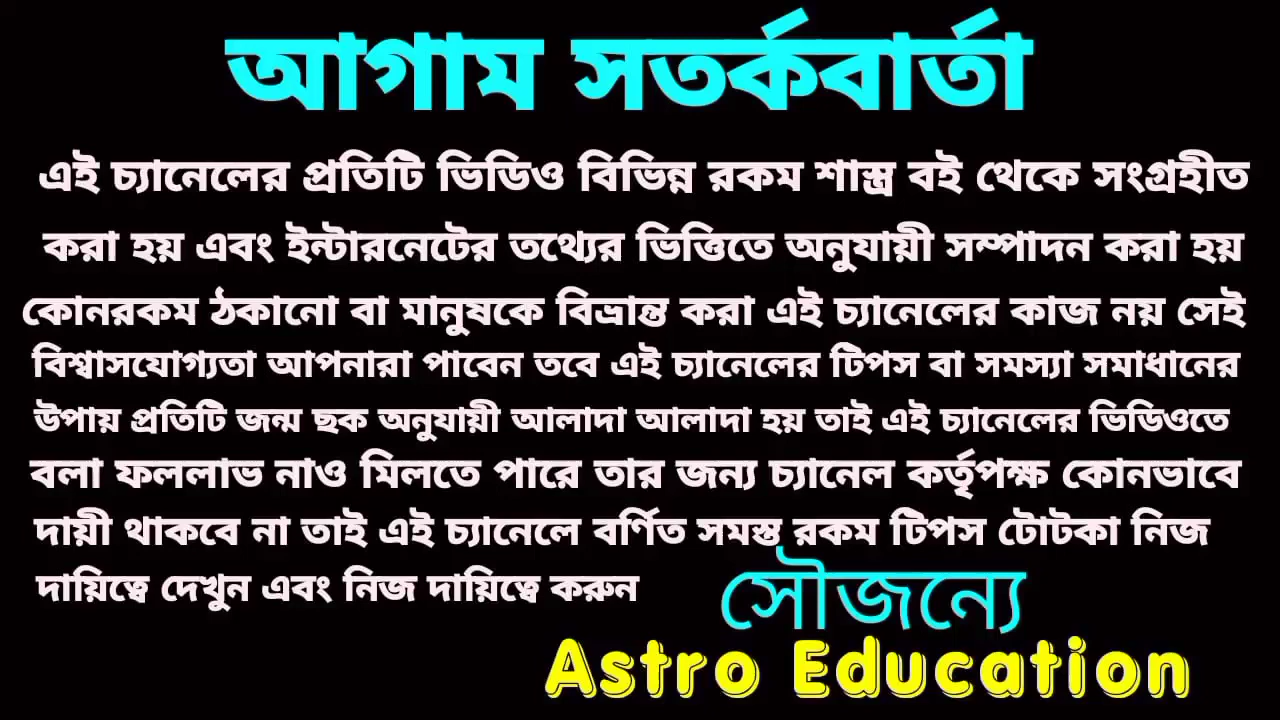 আগাম সতর্কবার্তা
এই চ্যানেলের প্রতিটি ভিডিও বিভিন্ন রকম শাস্ত্র বই থেকে সংগ্রহীত
করা হয় এবং ইন্টারনেটের তথ্যের ভিত্তিতে অনুযায়ী সম্পাদন করা হয়
কোনরকম ঠকানো বা মানুষকে বিভ্রান্ত করা এই চ্যানেলের কাজ নয় সেই
বিশ্বাসযোগ্যতা আপনারা পাবেন তবে এই চ্যানেলের টিপস বা সমস্যা সমাধানের
উপায় প্রতিটি জন্ম ছক অনুযায়ী আলাদা আলাদা হয় তাই এই চ্যানেলের ভিডিওতে
বলা ফললাভ নাও মিলতে পারে তার জন্য চ্যানেল কর্তৃপক্ষ কোনভাবে
দায়ী থাকবে না তাই এই চ্যানেলে বর্ণিত সমস্ত রকম টিপস টোটকা নিজ
দায়িত্বে দেখুন এবং নিজ দায়িত্বে করুন
সৌজন্যে
Astro Education